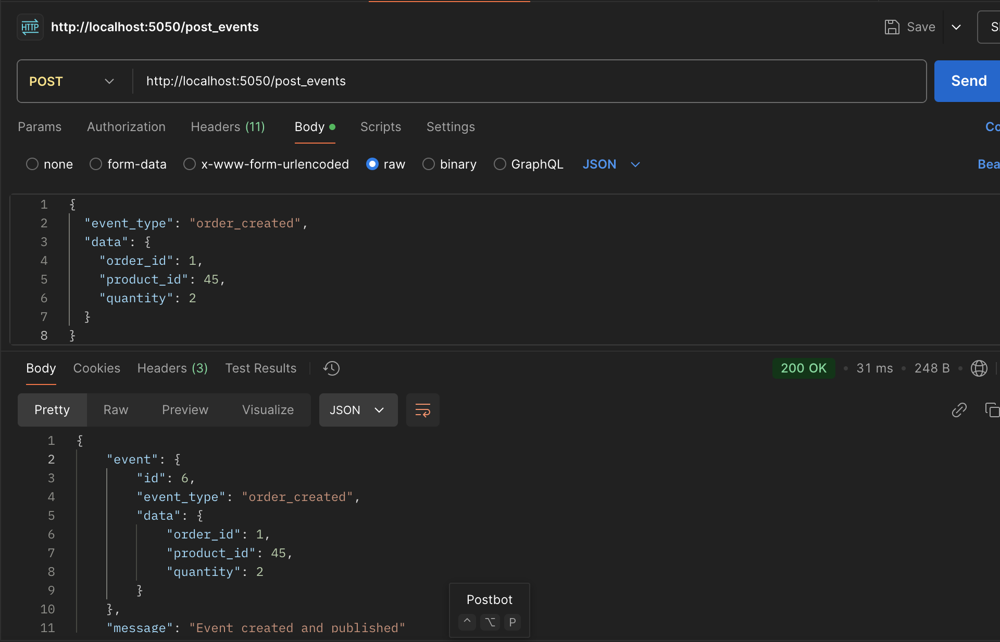 HTTP http://localhost:5050/post_events Save
POST http://localhost:5050/post_events Send
Params Authorization Headers (11) Body Scripts Settings
none form-data x-www-form-urlencoded raw binary GraphQL JSON
1 {
2 "event_type": "order_created",
3 "data": {
4 "order_id": 1,
5 "product_id": 45,
6 "quantity": 2
7 }
8 }
Body Cookies Headers (3) Test Results 200 OK • 31 ms • 248 B •
Pretty Raw Preview Visualize JSON
1 {
2 "event": {
3 "id": 6,
4 "event_type": "order_created",
5 "data": {
6 "order_id": 1,
7 "product_id": 45,
8 "quantity": 2
9 }
10 },
11 "message": "Event created and published"
Postbot
^ ⌥ P